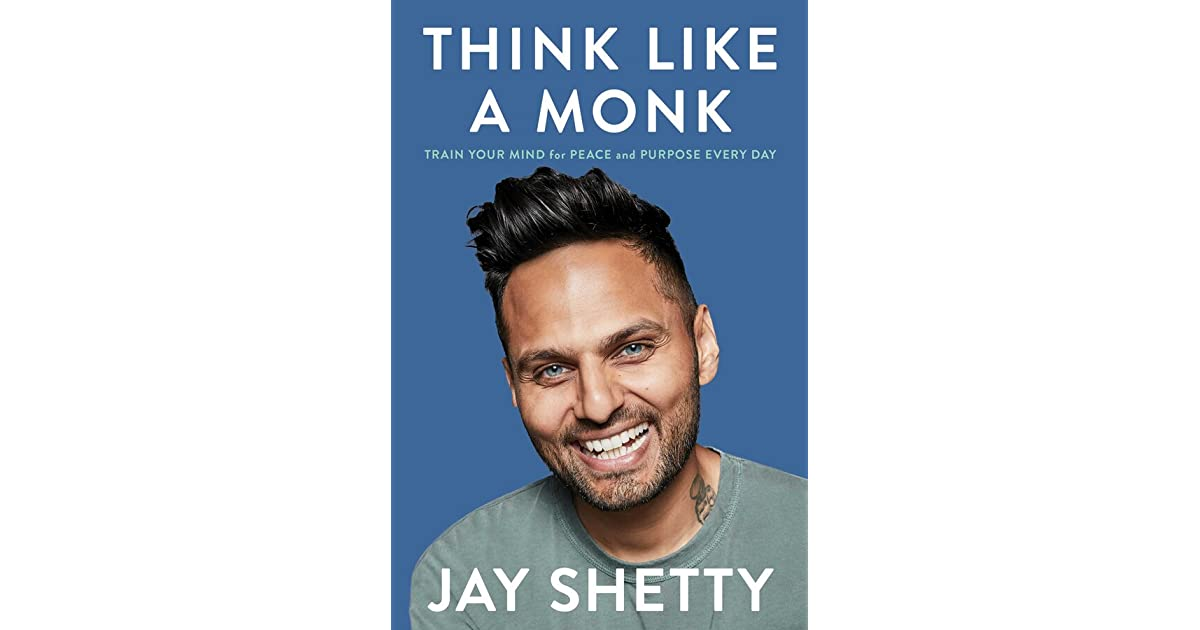 THINK LIKE
A MONK
TRAIN YOUR MIND for PEACE and PURPOSE EVERY DAY
JAY SHETTY